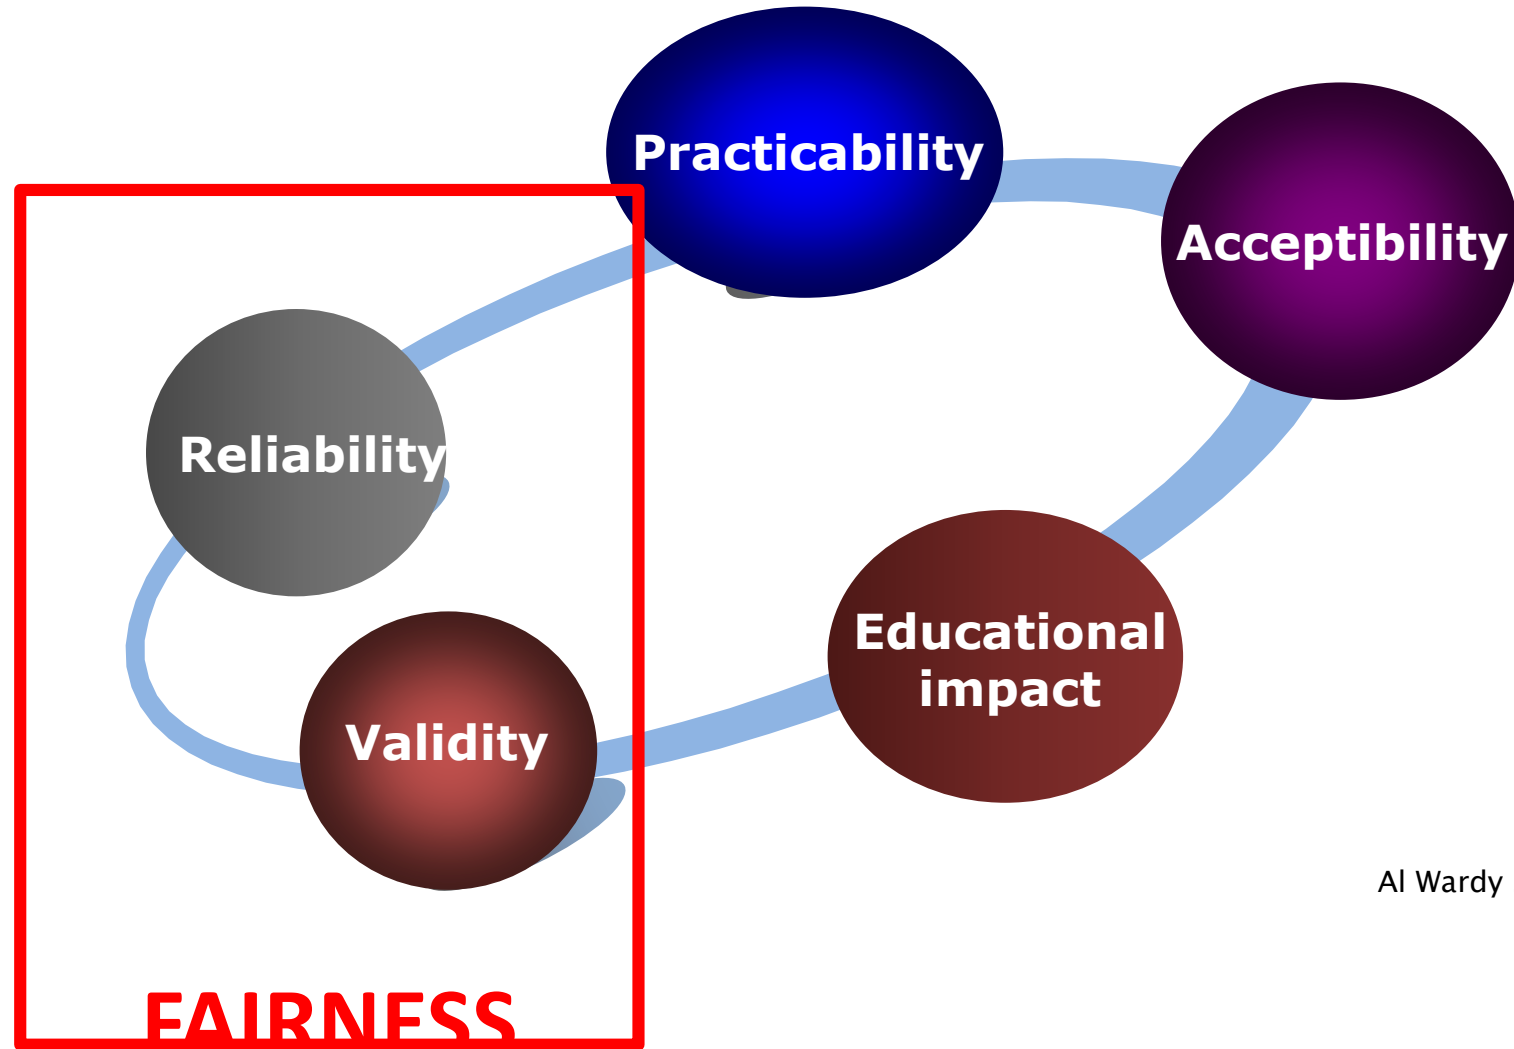 Practicability
Acceptibility
Reliability
Educational
impact
Validity
Al Wardy
FAIRNESS